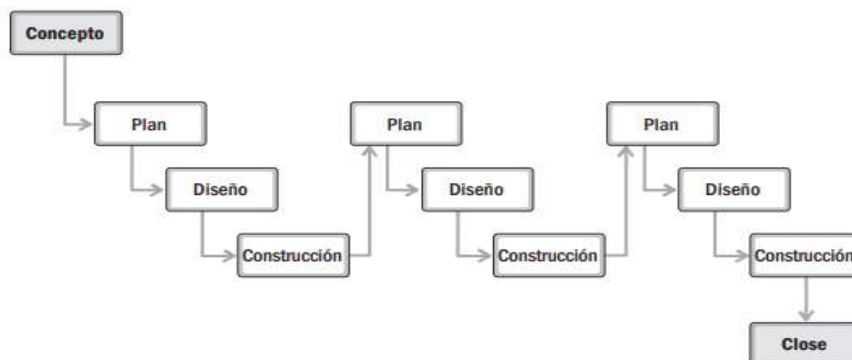 Concepto
Plan
Plan
Plan
Diseño
Diseño
Diseño
Construcción
Construcción
Construcción
Close